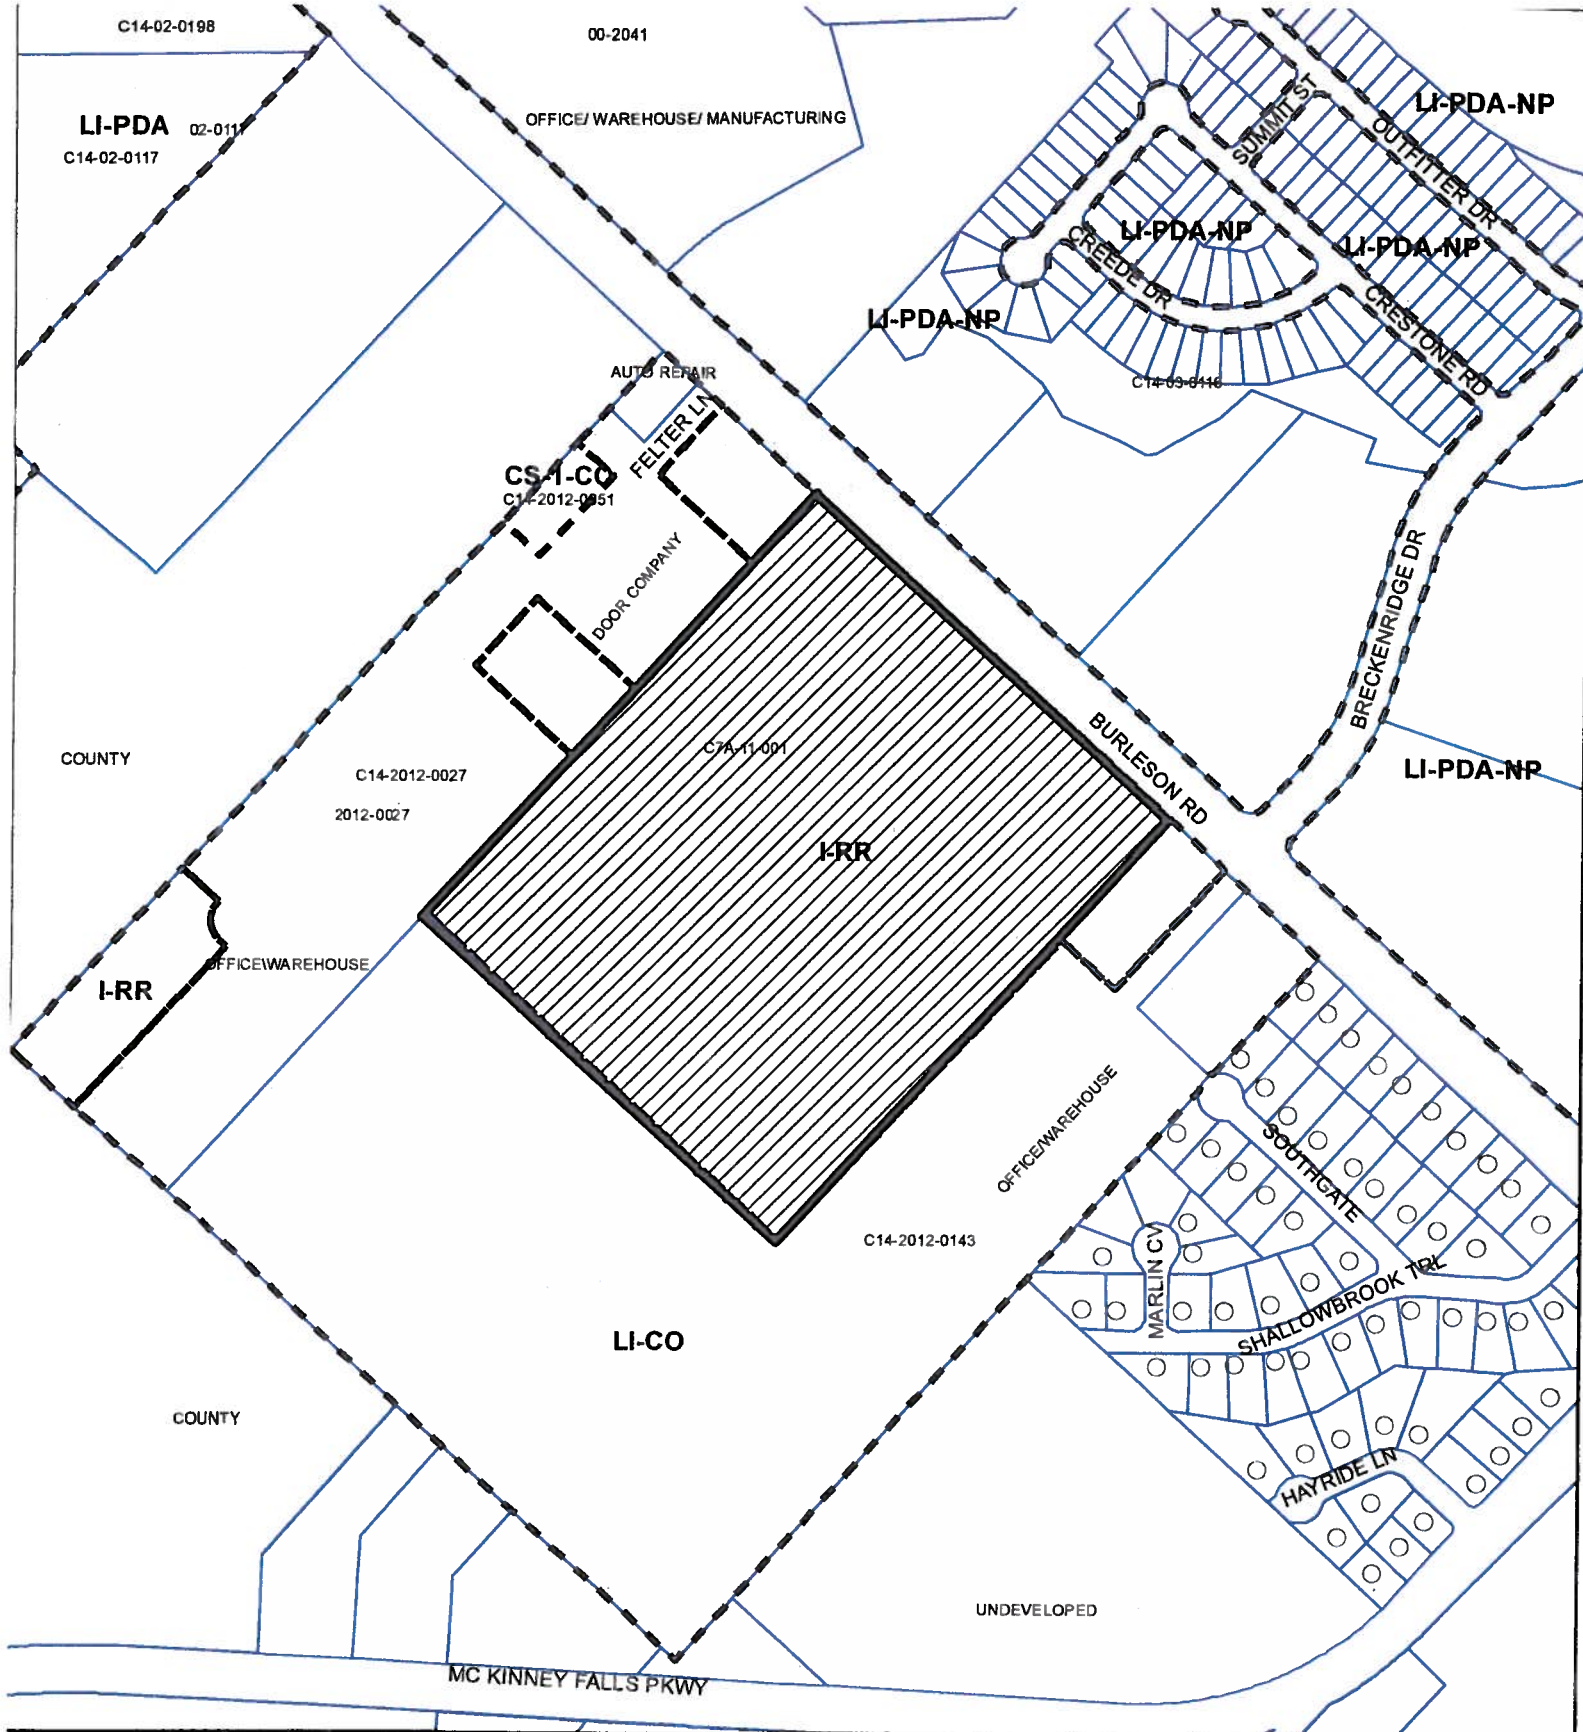 C14-02-0198
00-2041
LI-PDA-NP
SUMMIT ST
OUTFITTER DR
OFFICE/ WAREHOUSE/ MANUFACTURING
LI-PDA
02-0117
C14-02-0117
LI-PDA-NP
LI-PDA-NP
CREEDE DR
CRESTONE RD
LI-PDA-NP
C14-03-0116
AUTO REPAIR
FELTER LN
CS-1-CO
C14-2012-0051
DOOR COMPANY
BRECKENRIDGE DR
BURLESON RD
C7A-11-001
COUNTY
C14-2012-0027
2012-0027
LI-PDA-NP
I-RR
OFFICE\WAREHOUSE
I-RR
OFFICE/WAREHOUSE
SOUTHGATE
C14-2012-0143
MARLIN CV
SHALLOWBROOK TRL
LI-CO
COUNTY
HAYRIDE LN
UNDEVELOPED
MC KINNEY FALLS PKWY